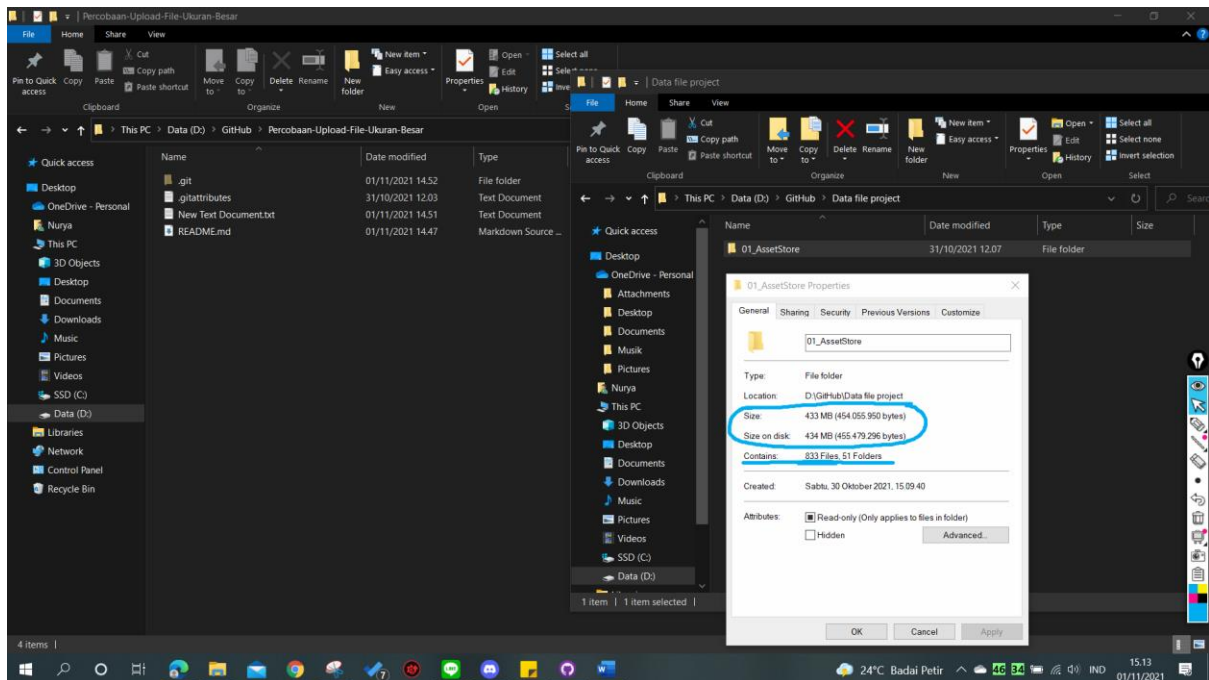 Percobaan-Upload-File-Ukuran-Besar
File Home Share View
Pin to Quick access
Copy
Paste
Cut
Copy path
Paste shortcut
Move to
Copy to
Delete
Rename
New folder
New item
Easy access
Properties
Open
Edit
History
Select all
Clipboard Organize New Open
This PC > Data (D:) > GitHub > Percobaan-Upload-File-Ukuran-Besar
Quick access
Desktop
OneDrive - Personal
Nurya
This PC
3D Objects
Desktop
Documents
Downloads
Music
Pictures
Videos
SSD (C:)
Data (D:)
Libraries
Network
Control Panel
Recycle Bin
Name Date modified Type
.git 01/11/2021 14.52 File folder
.gitattributes 31/10/2021 12.03 Text Document
New Text Document.txt 01/11/2021 14.51 Text Document
README.md 01/11/2021 14.47 Markdown Source ...
4 items
Data file project
File Home Share View
Pin to Quick access
Copy
Paste
Cut
Copy path
Paste shortcut
Move to
Copy to
Delete
Rename
New folder
New item
Easy access
Properties
Open
Edit
History
Select all
Select none
Invert selection
Clipboard Organize New Open Select
This PC > Data (D:) > GitHub > Data file project
Quick access
Desktop
OneDrive - Personal
Attachments
Desktop
Documents
Musik
Pictures
Nurya
This PC
3D Objects
Desktop
Documents
Downloads
Music
Pictures
Videos
SSD (C:)
Data (D:)
Name Date modified Type Size
01_AssetStore 31/10/2021 12.07 File folder
1 item 1 item selected
01_AssetStore Properties
General Sharing Security Previous Versions Customize
01_AssetStore
Type: File folder
Location: D:\GitHub\Data file project
Size: 433 MB (454.055.950 bytes)
Size on disk: 434 MB (455.479.296 bytes)
Contains: 833 Files, 51 Folders
Created: Sabtu, 30 Oktober 2021, 15.09.40
Attributes: Read-only (Only applies to files in folder)
Hidden Advanced...
OK Cancel Apply
24°C Badai Petir 46 34 IND 15.13
01/11/2021